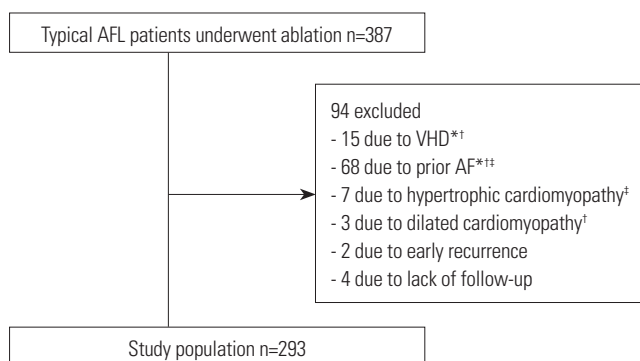 Typical AFL patients underwent ablation n=387
94 excluded
- 15 due to VHD*†
- 68 due to prior AF*†‡
- 7 due to hypertrophic cardiomyopathy‡
- 3 due to dilated cardiomyopathy†
- 2 due to early recurrence
- 4 due to lack of follow-up
Study population n=293